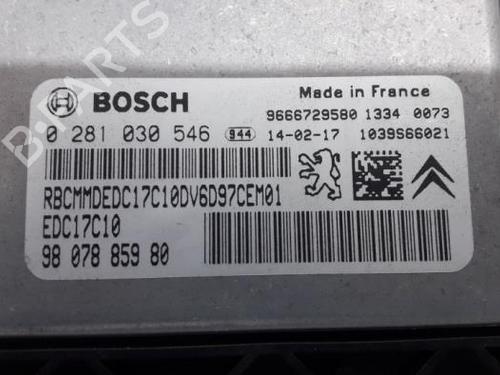 B-PARTS
BOSCH
Made in France
9666729580 1334 0073
0 281 030 546 944 14-02-17 1039S66021
RBCMMDEDC17C10DV6D97CEM01
EDC17C10
98 078 859 80